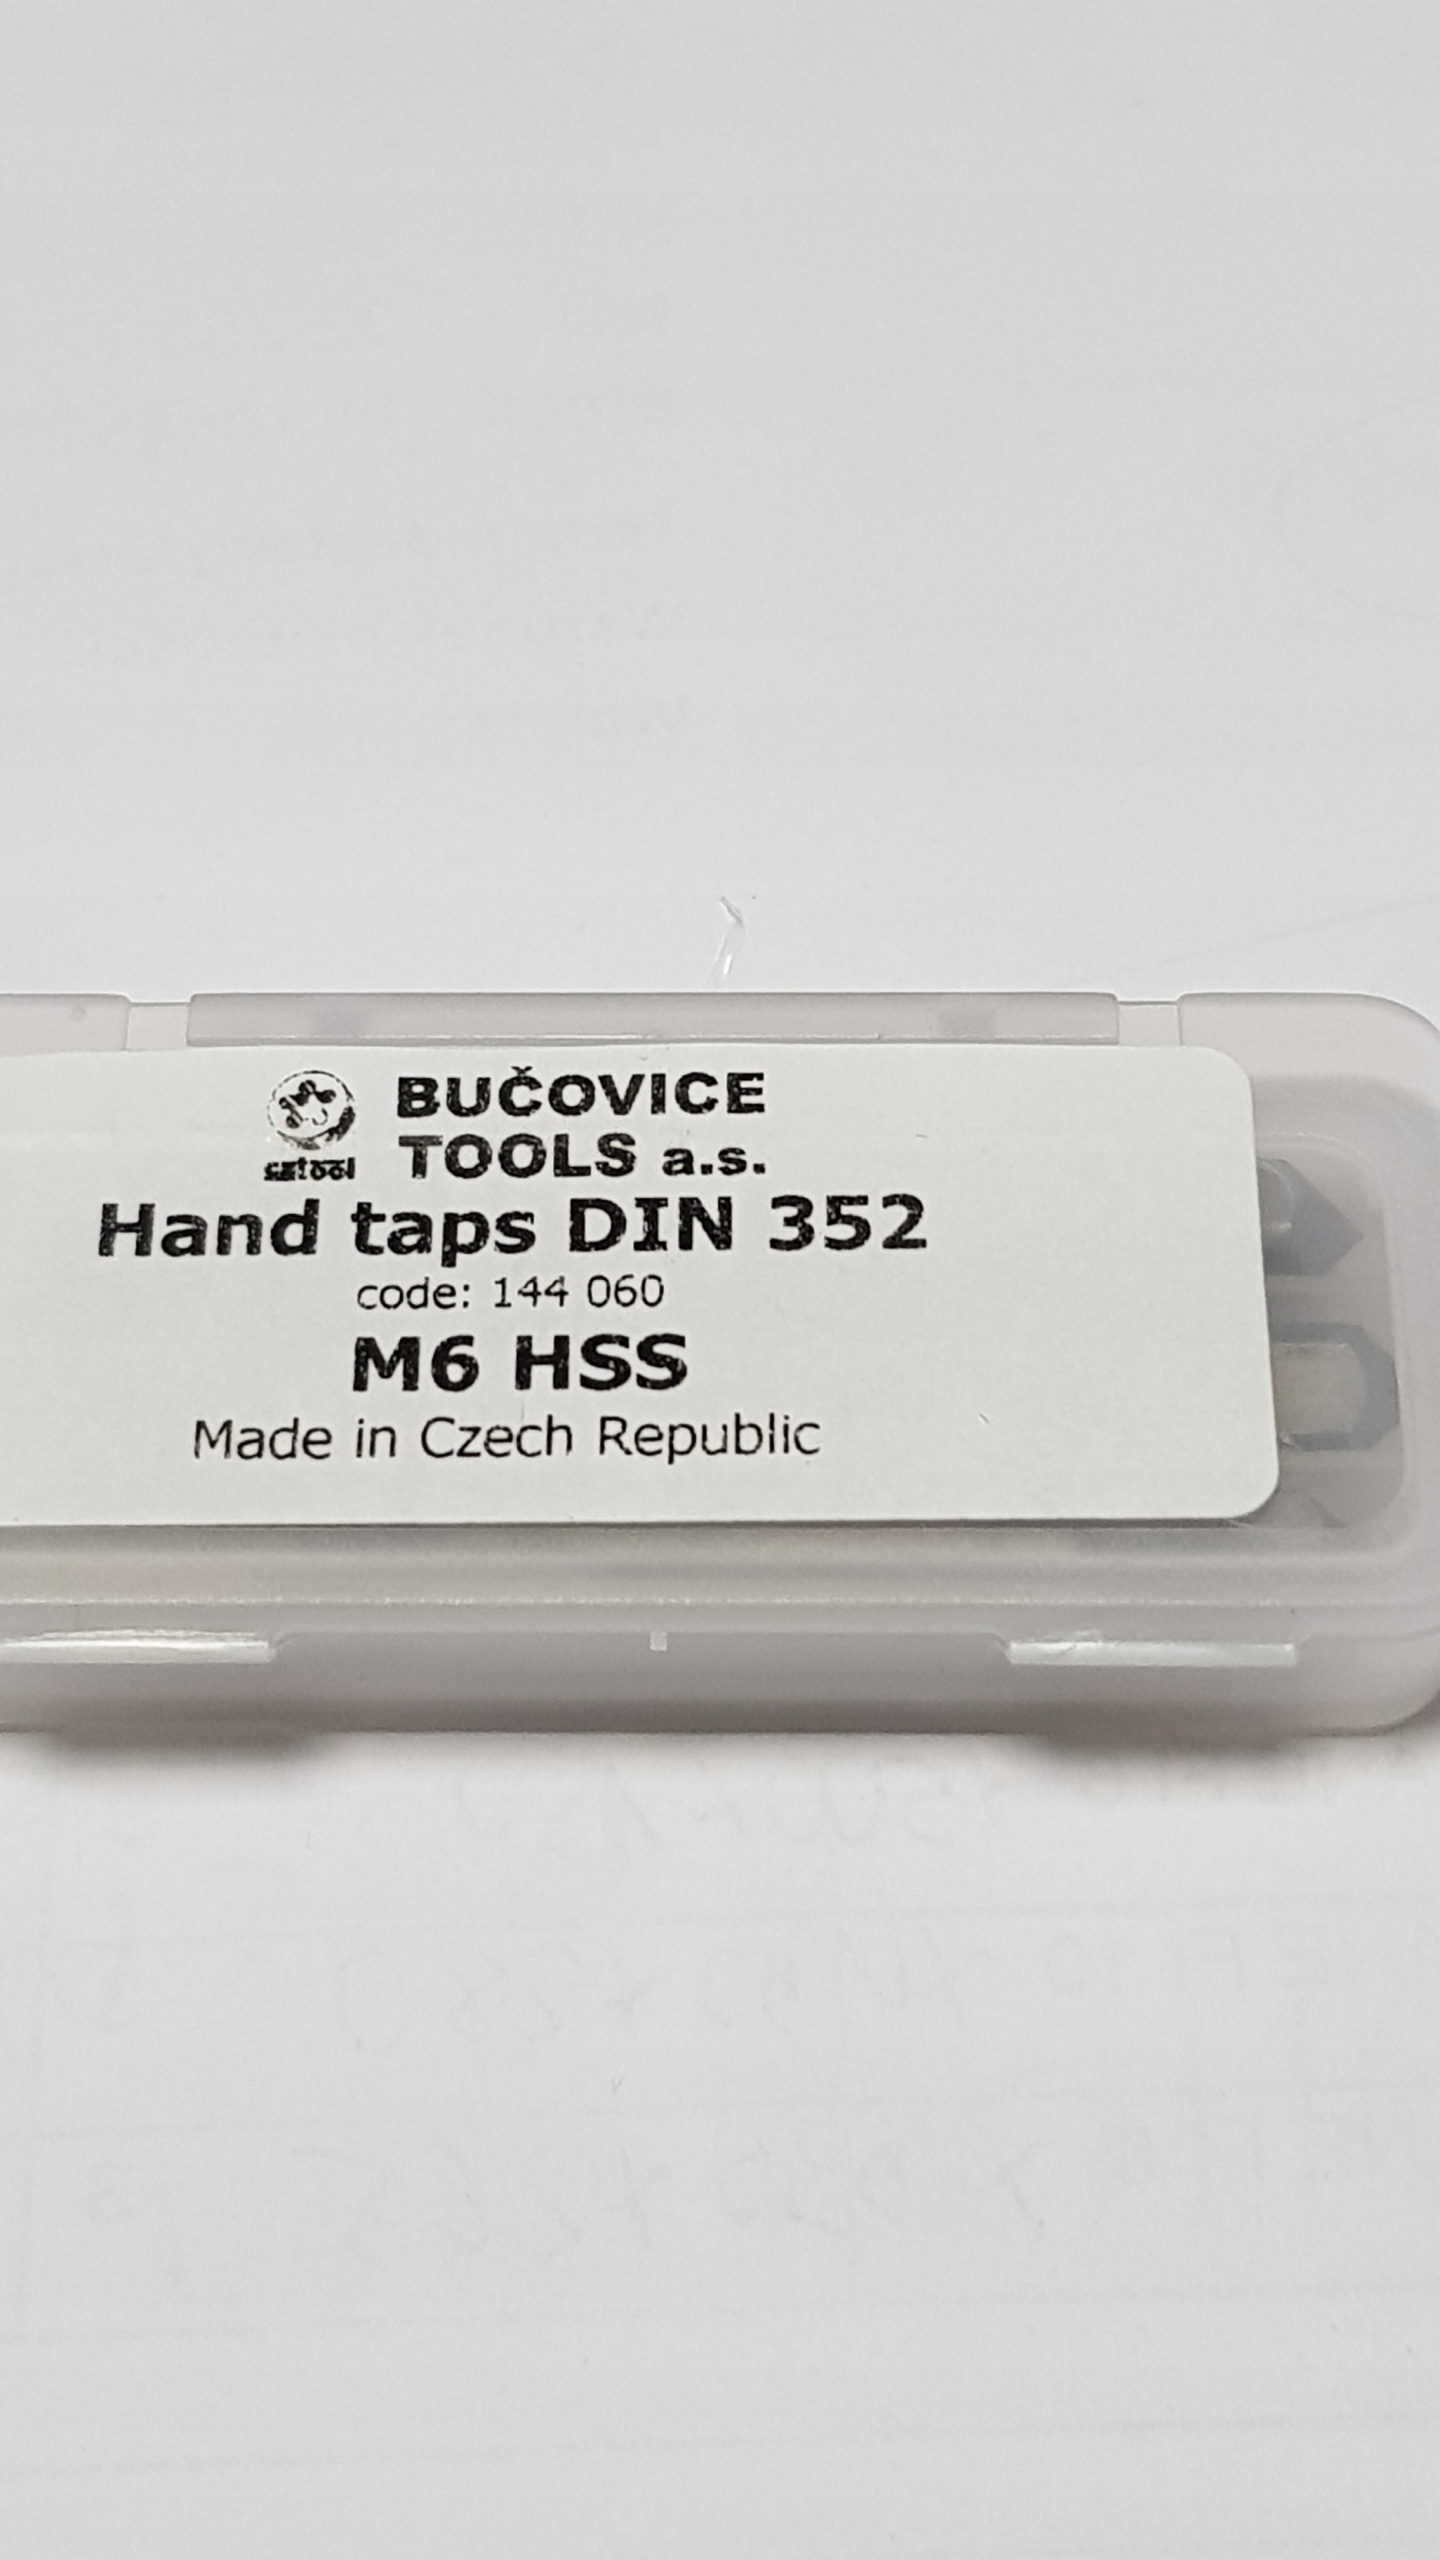 BUČOVICE
TOOLS a.s.
Hand taps DIN 352
code: 144 060
M6 HSS
Made in Czech Republic